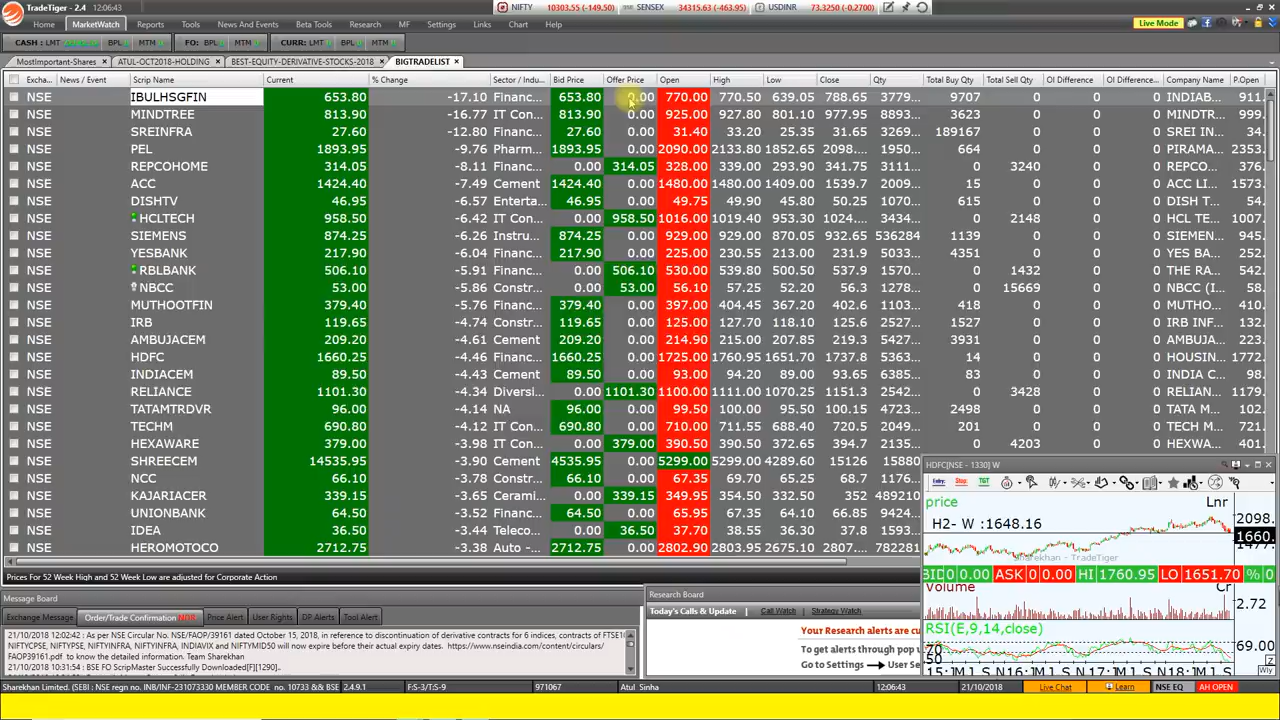 TradeTiger - 2.4
NIFTY 10303.55 (-149.50) SENSEX 34315.63 (-463.95) USDINR 73.3250 (-0.2700)
Home MarketWatch Reports Tools News And Events Beta Tools Research MF Settings Links Chart Help Live Mode
CASH : LMT BPL MTM FO: BPL MTM CURR: LMT BPL MTM
MostImportant-Shares ATUL-OCT2018-HOLDING BEST-EQUITY-DERIVATIVE-STOCKS-2018 BIGTRADELIST
Excha... News / Event Scrip Name Current % Change Sector / Indu... Bid Price Offer Price Open High Low Close Qty Total Buy Qty Total Sell Qty OI Difference OI Difference... Company Name P.Open
NSE IBULHSGFIN 653.80 -17.10 Financ... 653.80 0.00 770.00 770.50 639.05 788.65 3779... 9707 0 0 0 INDIAB... 911.
NSE MINDTREE 813.90 -16.77 IT Con... 813.90 0.00 925.00 927.80 801.10 977.95 8893... 3623 0 0 0 MINDTR... 999.
NSE SREINFRA 27.60 -12.80 Financ... 27.60 0.00 31.40 33.20 25.35 31.65 5067... 189167 0 0 0 SREI IN...
NSE PEL 1893.95 -9.76 Pharm... 1893.95 0.00 2090.00 2133.80 1852.65 2098.... 1950... 664 0 0 0 PIRAMA... 2353.
NSE REPCOHOME 314.05 -8.11 Financ... 0.00 314.05 328.00 339.00 293.90 341.75 3125... 0 3240 0 0 REPCO... 356.
NSE ACC 1424.40 -7.49 Cement 1424.40 0.00 1480.00 1480.00 1409.00 1539.7 2009... 15 0 0 0 ACC LI... 1573.
NSE DISHTV 46.95 -6.57 Enterta... 46.95 0.00 49.75 49.90 45.80 50.25 1070... 615 0 0 0 DISH T... 52.
NSE HCLTECH 958.50 -6.42 IT Con... 0.00 958.50 1016.00 1019.40 953.30 1024.... 3244... 0 2148 0 0 HCL TE... 1009.
NSE SIEMENS 874.25 -6.26 Instru... 874.25 0.00 929.00 929.00 870.40 932.65 536284 1139 0 0 0 SIEMEN... 945.
NSE YESBANK 217.90 -6.04 Financ... 217.90 0.00 225.00 230.55 213.00 231.9 5033... 4351 0 0 0 YES BA... 247.
NSE RBLBANK 506.10 -5.91 Financ... 0.00 506.10 530.00 539.80 500.50 537.9 1570... 0 1432 0 0 THE RA... 542.
NSE NBCC 53.00 -5.86 Constr... 0.00 53.00 56.10 57.25 52.20 56.3 1278... 0 15669 0 0 NBCC (I... 58.
NSE MUTHOOTFIN 379.40 -5.76 Financ... 379.40 0.00 397.00 404.45 367.20 402.6 1105... 418 0 0 0 MUTHO... 406.
NSE IRB 119.65 -4.74 Constr... 119.65 0.00 125.00 127.70 118.10 125.6 3237... 1527 0 0 0 IRB INF... 133.
NSE AMBUJACEM 209.20 -4.61 Cement 209.20 0.00 214.90 215.50 205.05 219.3 5427... 931 0 0 0 AMBUJA... 220.
NSE HDFC 1660.25 -4.46 Financ... 1660.25 0.00 1725.00 1760.95 1651.70 1737.8 5303... 14 0 0 0 HOUSIN... 1772.
NSE INDIACEM 89.50 -4.43 Cement 89.50 0.00 93.00 94.20 88.60 93.65 6385... 83 0 0 0 INDIA C... 97.
NSE RELIANCE 1101.30 -4.34 Diversi... 0.00 1101.30 1100.00 1111.00 1070.25 1151.3 2143... 0 3428 0 0 RELIAN... 1179.
NSE TATAMTRDVR 96.00 -4.14 NA 96.00 0.00 99.50 100.00 95.50 100.15 4723... 2498 0 0 0 TATA M... 100.
NSE TECHM 690.80 -4.12 IT Con... 690.80 0.00 710.00 711.65 688.40 720.5 2049... 201 0 0 0 TECH M... 727.
NSE HEXAWARE 379.00 -3.98 IT Con... 0.00 379.00 390.50 390.50 372.05 394.7 2135... 0 4203 0 0 HEXWA... 401.
NSE SHREECEM 14535.95 -3.90 Cement 4535.95 0.00 5299.00 5299.00 4289.60 15126 15880
NSE NCC 66.10 -3.78 Constr... 66.10 0.00 67.35 69.70 65.25 68.7 1176...
NSE KAJARIACER 339.15 -3.65 Cerami... 0.00 339.15 349.95 354.50 332.50 352 489210
NSE UNIONBANK 64.50 -3.52 Financ... 64.50 0.00 65.95 67.30 64.25 66.85 9424...
NSE IDEA 36.50 -3.44 Teleco... 0.00 36.50 37.70 38.55 36.30 37.8 1593...
NSE HEROMOTOCO 2712.75 -3.38 Auto -... 2712.75 0.00 2802.90 2803.95 2675.10 2807.... 782281
Prices For 52 Week High and 52 Week Low are adjusted for Corporate Action
HDFC[NSE - 1330] W
Entry Stop TGT
price Lnr
H2- W :1648.16
2098...
1660.
Sharekhan - TradeTiger
BID 0 0.00 ASK 0 0.00 HI 1760.95 LO 1651.70 % 0
Volume Cr
2.72
RSI(E,9,14,close)
70 69.00
50
Message Board
Exchange Message Order/Trade Confirmation Price Alert User Rights DP Alerts Tool Alert
21/10/2018 12:02:42 : As per NSE Circular No. NSE/FAOP/39161 dated October 15,2018, in reference to discontinuation of derivative contracts for 6 indices, contracts of FTSE10
NIFTYCPSE, NIFTYPSE, NIFTYINFRA, INDIAVIX and NIFTYMID50 will now expire before their actual expiry dates. https://www.nseindia.com/content/circulars/
FAOP39161.pdf to know the detailed information. Team Sharekhan
21/10/2018 10:31:54 : BSE FO ScripMaster Successfully Downloaded[F][1290]..
Research Board
Today's Calls & Update Call Watch Strategy Watch
Your Research alerts are cu
To get alerts through pop u
Go to Settings User Se
Sharekhan Limited. (SEBI : NSE regn no. INB/INF-231073330 MEMBER CODE no. 10733 && BSE 2.4.9.1 F:S-3/T:S-9 971067 Atul Sinha 12:06:43 21/10/2018 Live Chat Learn NSE EQ AH OPEN